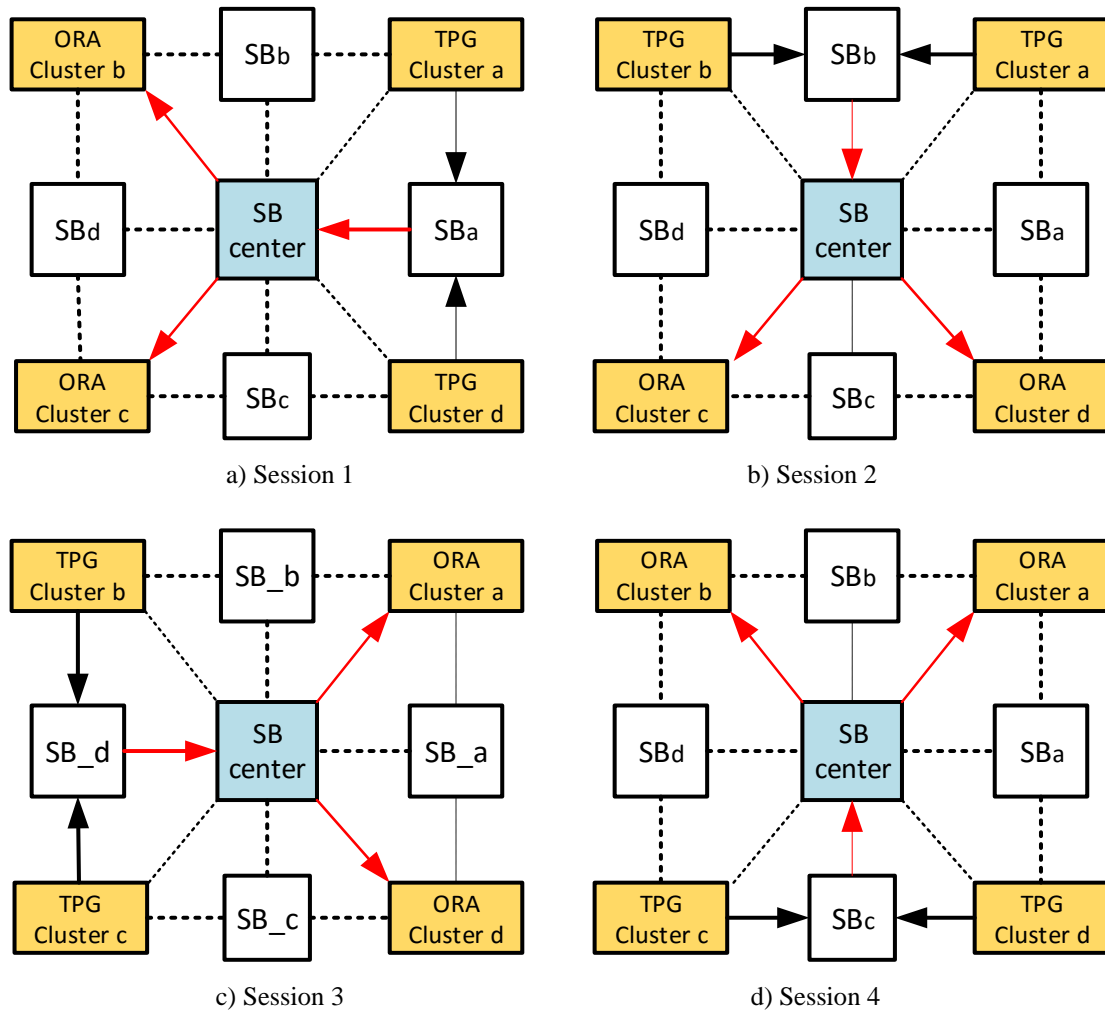 ORA
Cluster b
SBb
TPG
Cluster a
SBd
SB
center
SBa
ORA
Cluster c
SBc
TPG
Cluster d
a) Session 1
TPG
Cluster b
SBb
TPG
Cluster a
SBd
SB
center
SBa
ORA
Cluster c
SBc
ORA
Cluster d
b) Session 2
TPG
Cluster b
SB_b
ORA
Cluster a
SB_d
SB
center
SB_a
TPG
Cluster c
SB_c
ORA
Cluster d
c) Session 3
ORA
Cluster b
SBb
ORA
Cluster a
SBd
SB
center
SBa
TPG
Cluster c
SBc
TPG
Cluster d
d) Session 4